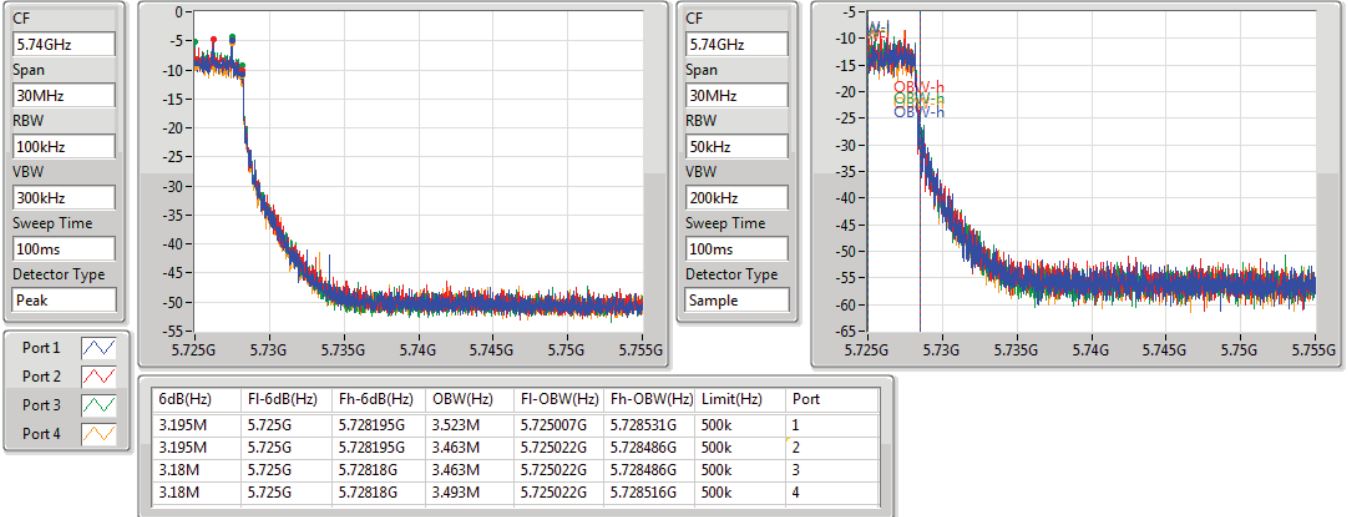 CF
5.74GHz
Span
30MHz
RBW
100kHz
VBW
300kHz
Sweep Time
100ms
Detector Type
Peak
0-
-5-
-10-
-15-
-20-
-25-
-30-
-35-
-40-
-45-
-50-
-55-
5.725G 5.73G 5.735G 5.74G 5.745G 5.75G 5.755G
CF
5.74GHz
Span
30MHz
RBW
50kHz
VBW
200kHz
Sweep Time
100ms
Detector Type
Sample
-5-
-10-
-15-
-20-
-25-
-30-
-35-
-40-
-45-
-50-
-55-
-60-
-65-
OBW-h
OBW-h
OBW-h
5.725G 5.73G 5.735G 5.74G 5.745G 5.75G 5.755G
Port 1
Port 2
Port 3
Port 4
6dB(Hz) Fl-6dB(Hz) Fh-6dB(Hz) OBW(Hz) Fl-OBW(Hz) Fh-OBW(Hz) Limit(Hz) Port
3.195M 5.725G 5.728195G 3.523M 5.725007G 5.728531G 500k 1
3.195M 5.725G 5.728195G 3.463M 5.725022G 5.728486G 500k 2
3.18M 5.725G 5.72818G 3.463M 5.725022G 5.728486G 500k 3
3.18M 5.725G 5.72818G 3.493M 5.725022G 5.728516G 500k 4